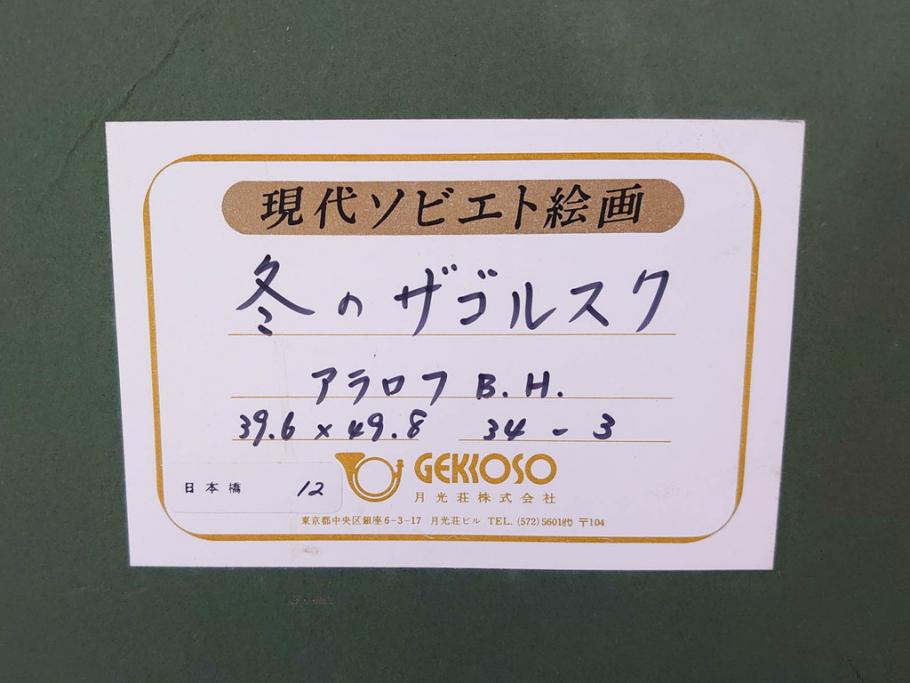 現代ソビエト絵画
冬のザゴルスク
アラロフ B.H.
39.6 × 49.8 34 - 3
GEKKOSO
月光荘株式会社
日本橋 12
東京都中央区銀座6-3-17 月光荘ビル TEL. (572) 5601㈹ 〒104